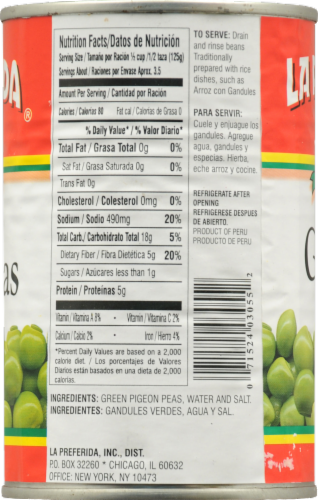 Nutrition Facts/Datos de Nutrición
Serving Size / Tamaño por Ración ½ cup /1/2 taza (125g)
Servings About / Raciones por Envase Aprox. 3.5
Amount Per Serving / Cantidad por Ración
Calories / Calorías 80 Fat cal / Calorías de Grasa 0
% Daily Value* / % Valor Diario*
Total Fat / Grasa Total 0g 0%
Sat Fat / Grasa Saturada 0g 0%
Trans Fat 0g
Cholesterol / Colesterol 0mg 0%
Sodium / Sodio 490mg 20%
Total Carb./ Carbohidrato Total 18g 5%
Dietary Fiber / Fibra Dietética 5g 20%
Sugars / Azúcares less than 1g
Protein / Proteínas 5g
Vitamin / Vitamina A 8% • Vitamin / Vitamina C 2%
Calcium / Calcio 2% • Iron / Hierro 4%
*Percent Daily Values are based on a 2,000
calorie diet. / Los porcentajes de Valores
Diarios están basados en una dieta de 2,000
calorías.
INGREDIENTS: GREEN PIGEON PEAS, WATER AND SALT.
INGREDIENTES: GANDULES VERDES, AGUA Y SAL.
LA PREFERIDA, INC., DIST.
P.O. BOX 32260 * CHICAGO, IL 60632
OFFICE: NEW YORK, NY 10473
TO SERVE: Drain
and rinse beans
Traditionally
prepared with rice
dishes, such as
Arroz con Gandules
PARA SERVIR:
Cuele y enjuague los
gandules. Agregue
agua, gandules y
especias. Hierba,
eche arroz y cocine.
REFRIGERATE AFTER
OPENING
REFRIGERESE DESPUES
DE ABIERTO.
PRODUCT OF PERU
PRODUCTO DE PERU
0 71524 03055 2
DA®
as
LA
G